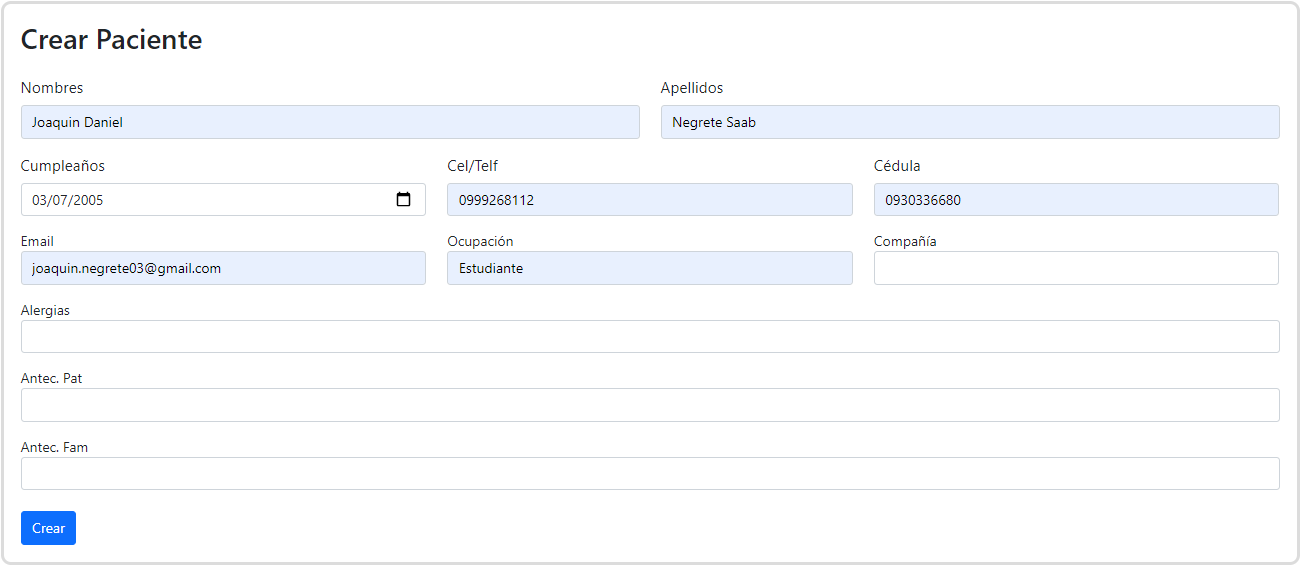 Crear Paciente
Nombres Apellidos
Joaquin Daniel Negrete Saab
Cumpleaños Cel/Telf Cédula
03/07/2005 0999268112 0930336680
Email Ocupación Compañía
joaquin.negrete03@gmail.com Estudiante
Alergias
Antec. Pat
Antec. Fam
Crear